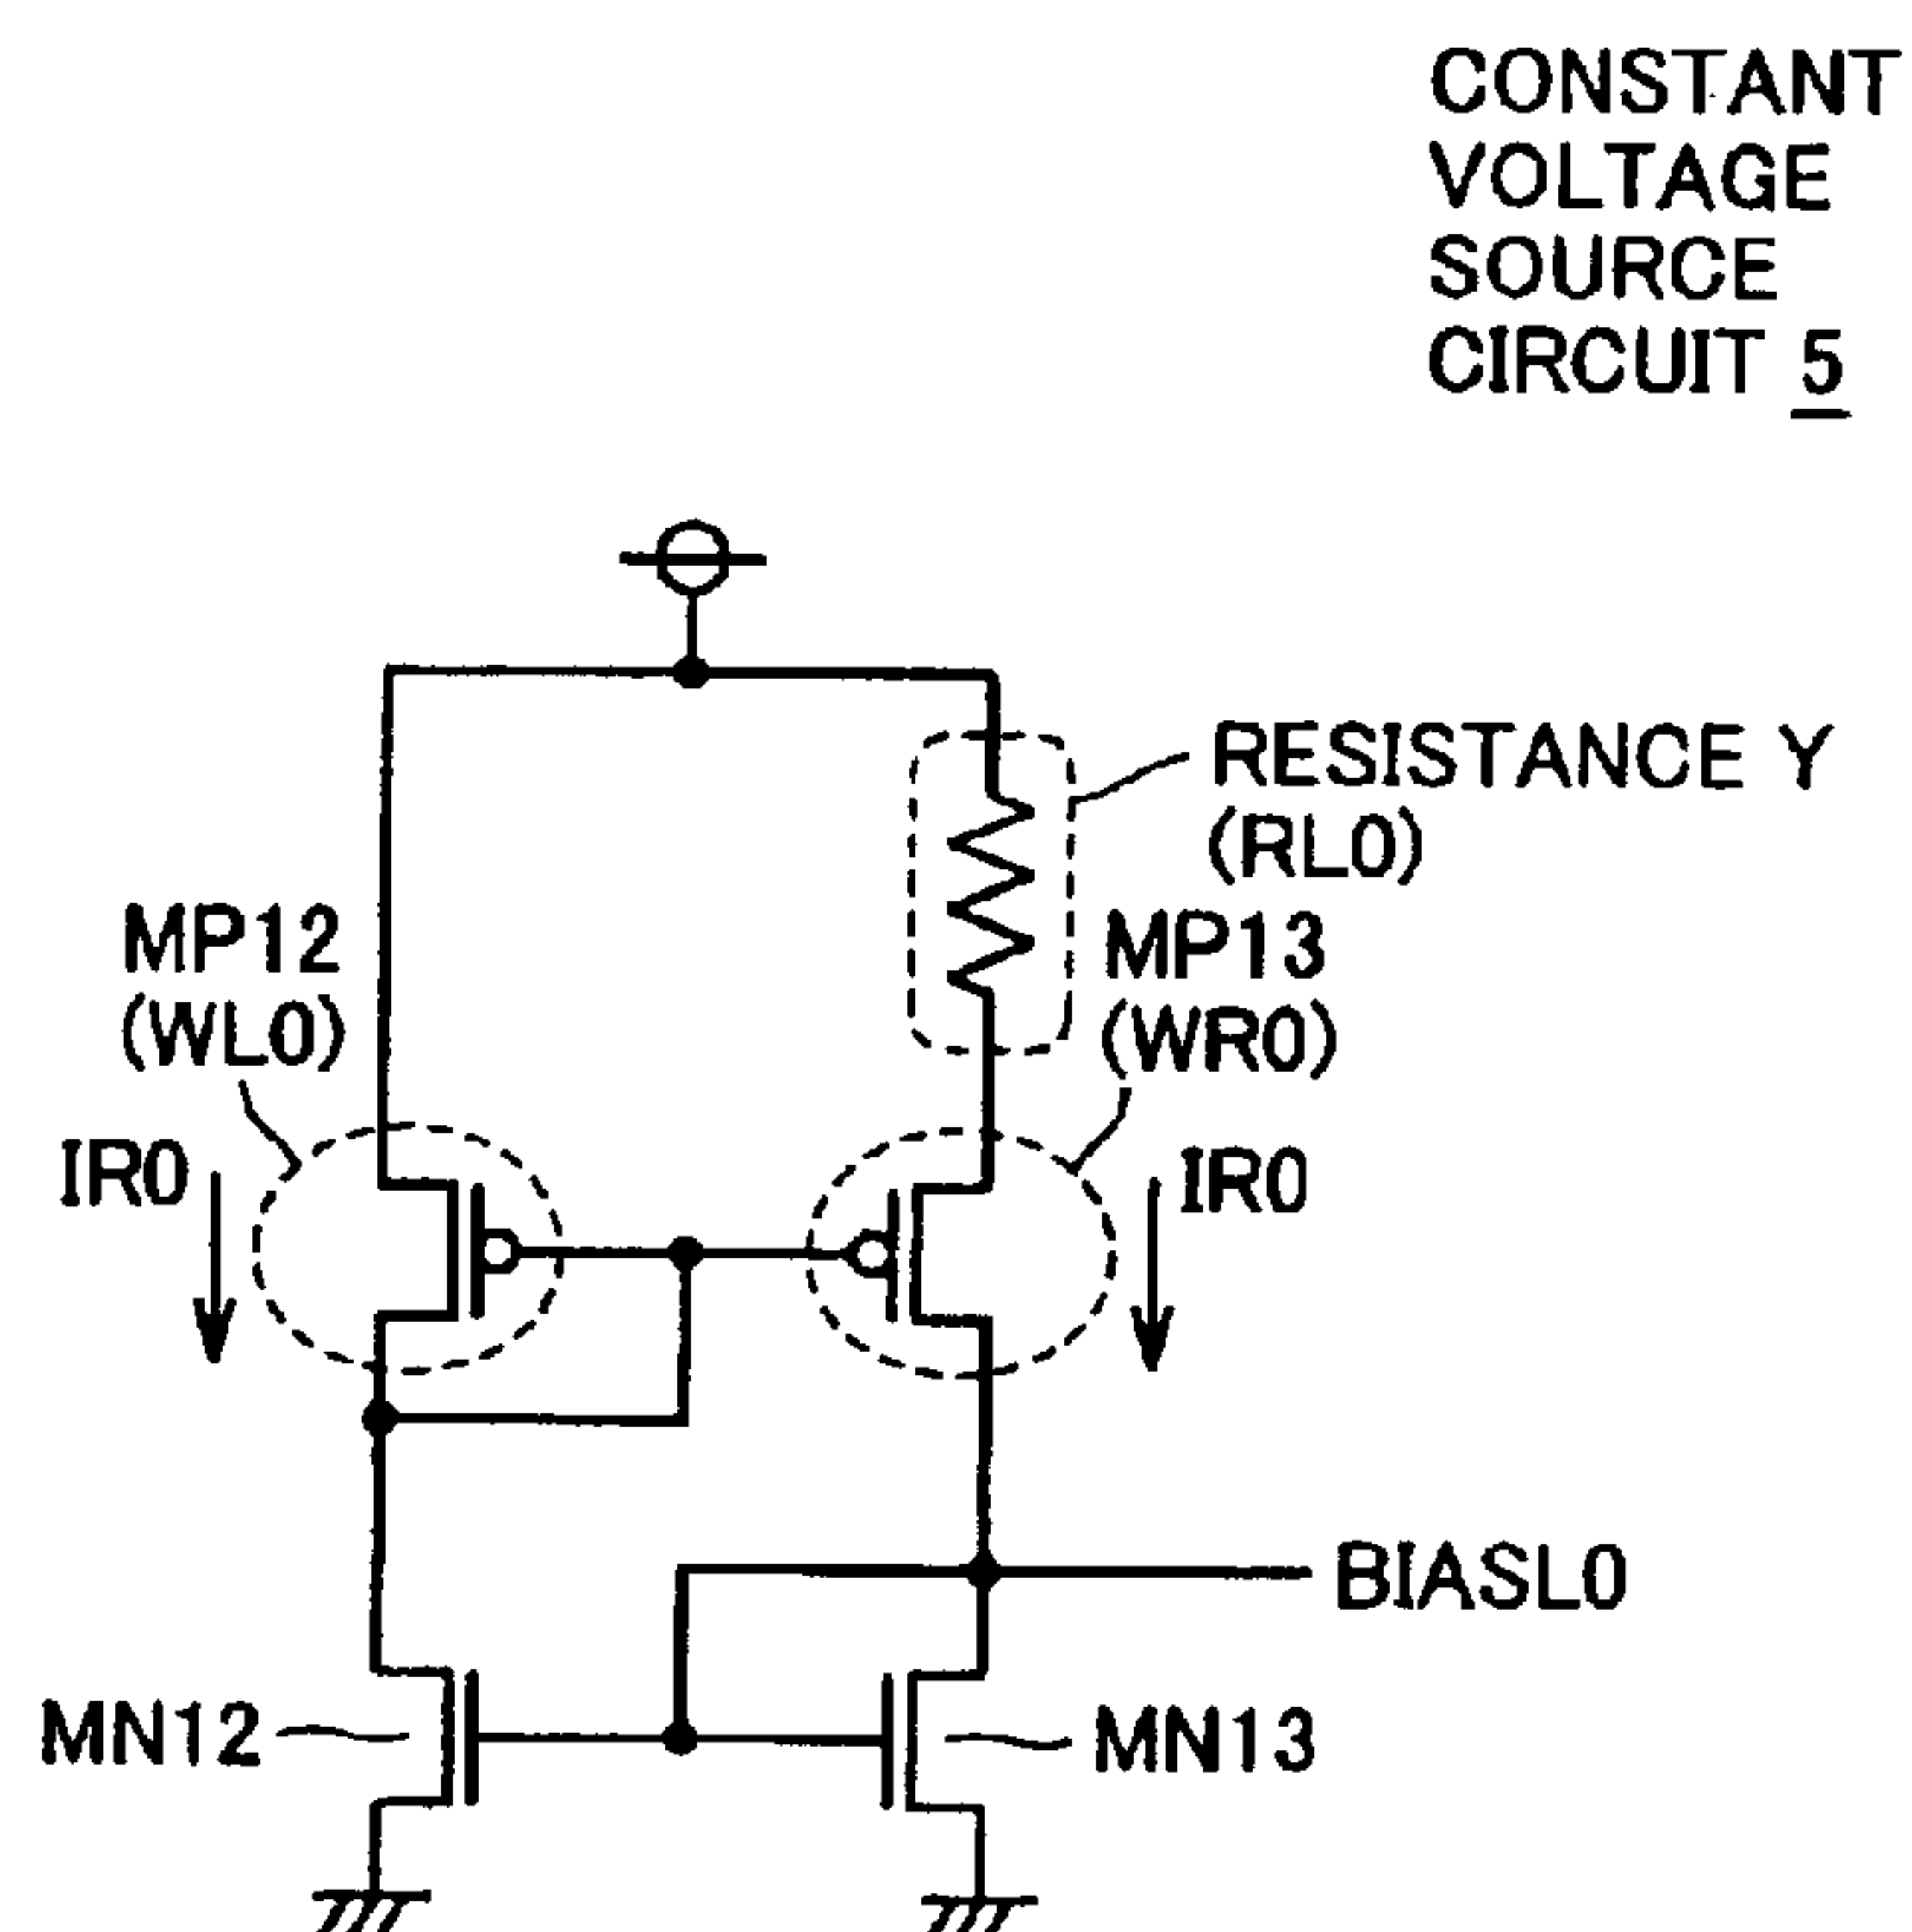 CONSTANT
VOLTAGE
SOURCE
CIRCUIT 5
RESISTANCE Y
(RL0)
MP12
(WL0)
MP13
(WR0)
IR0
IR0
BIASL0
MN12
MN13